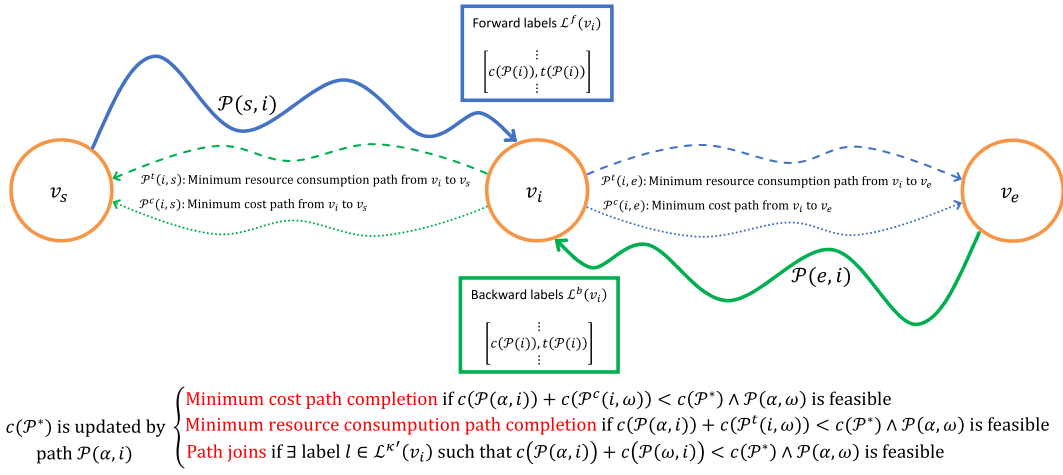 Forward labels ℒ^f(v_i)
⋮
[c(𝒫(i)), t(𝒫(i))]
⋮
𝒫(s, i)
𝒫^t(i, s): Minimum resource consumption path from v_i to v_s
𝒫^t(i, e): Minimum resource consumption path from v_i to v_e
v_s
v_i
v_e
𝒫^c(i, s): Minimum cost path from v_i to v_s
𝒫^c(i, e): Minimum cost path from v_i to v_e
𝒫(e, i)
Backward labels ℒ^b(v_i)
⋮
[c(𝒫(i)), t(𝒫(i))]
⋮
Minimum cost path completion if c(𝒫(α, i)) + c(𝒫^c(i, ω)) < c(𝒫*) ∧ 𝒫(α, ω) is feasible
c(𝒫*) is updated by
Minimum resource consumpution path completion if c(𝒫(α, i)) + c(𝒫^t(i, ω)) < c(𝒫*) ∧ 𝒫(α, ω) is feasible
path 𝒫(α, i)
Path joins if ∃ label l ∈ ℒ^κ′(v_i) such that c(𝒫(α, i)) + c(𝒫(ω, i)) < c(𝒫*) ∧ 𝒫(α, ω) is feasible